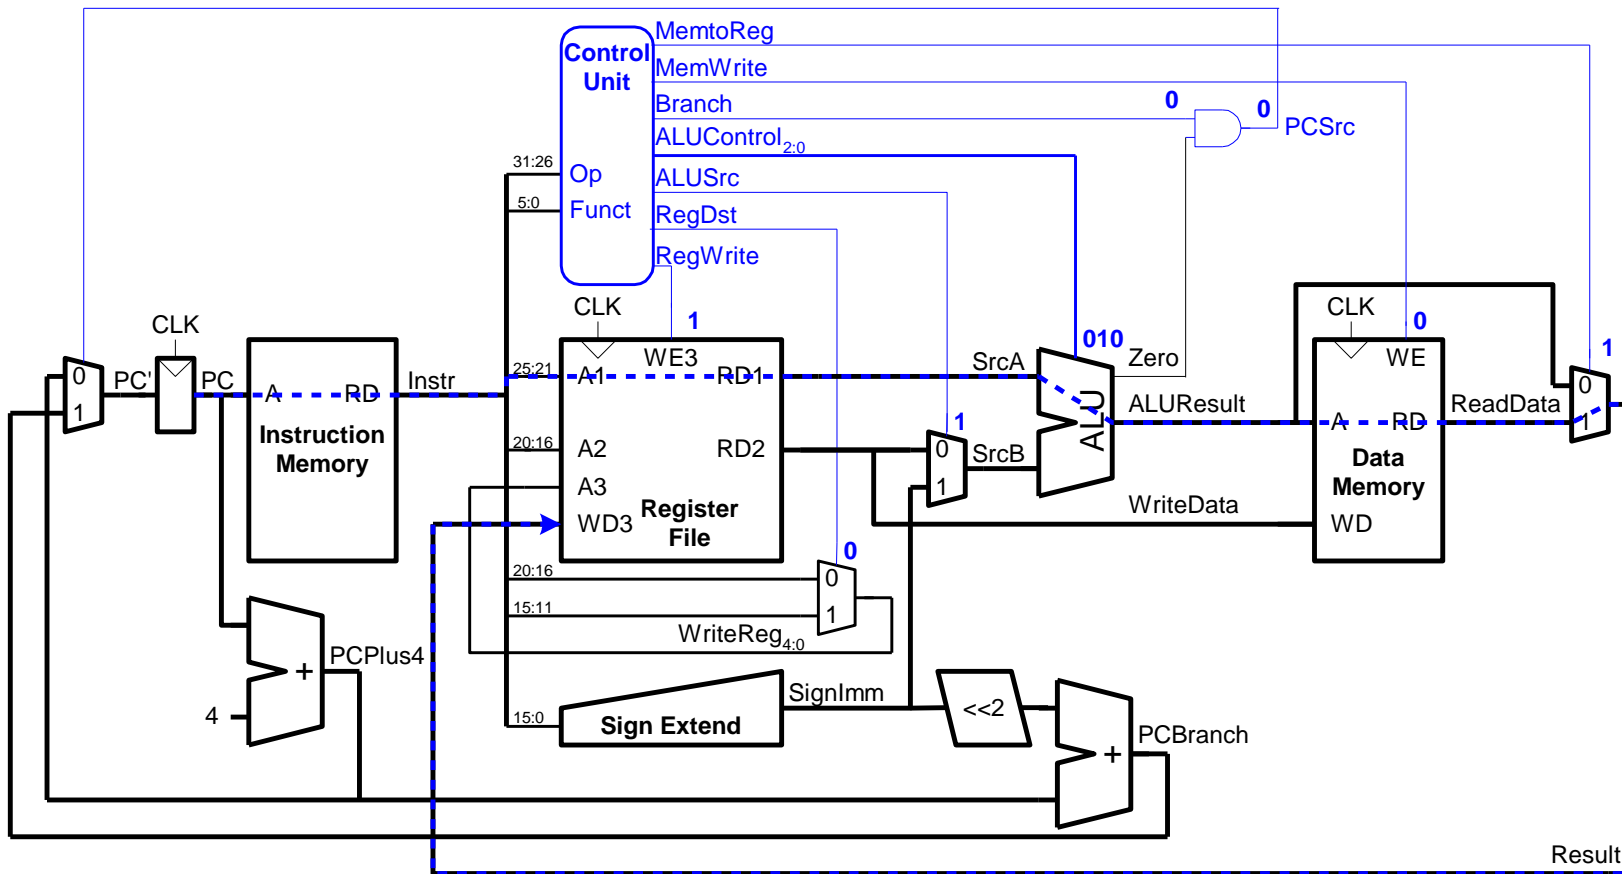 MemtoReg
Control
Unit
MemWrite
Branch
0
0
PCSrc
ALUControl2:0
31:26
Op
ALUSrc
5:0
Funct
RegDst
RegWrite
CLK
CLK
CLK
1
010
0
1
WE3
Zero
WE
0
PC'
PC
Instr
25:21
A1
RD1
SrcA
0
1
A
RD
ALU
ALUResult
A
RD
ReadData
1
Instruction
Memory
20:16
A2
RD2
1
0
SrcB
Data
Memory
A3
1
WD3
Register
File
WriteData
WD
0
20:16
0
15:11
1
WriteReg4:0
PCPlus4
+
4
SignImm
<<2
15:0
Sign Extend
PCBranch
+
Result